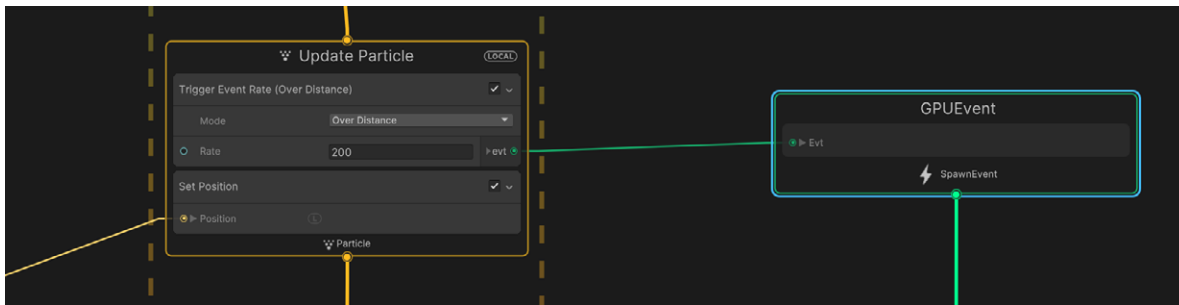 Update Particle
LOCAL
Trigger Event Rate (Over Distance)
Mode
Over Distance
Rate
200
evt
Set Position
Position
L
Particle
GPUEvent
Evt
SpawnEvent